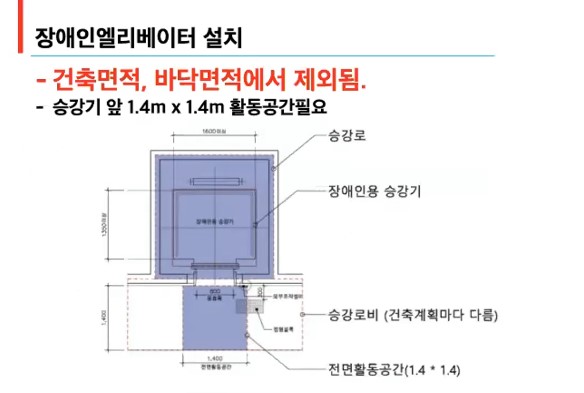 장애인엘리베이터 설치
- 건축면적, 바닥면적에서 제외됨.
- 승강기 앞 1.4m x 1.4m 활동공간필요
1600이상
승강로
장애인용 승강기
장애인용 승강기
1350이상
800
1,400
승강로비 (건축계획마다 다름)
점형블록
1,400
전면활동공간
전면활동공간(1.4 * 1.4)